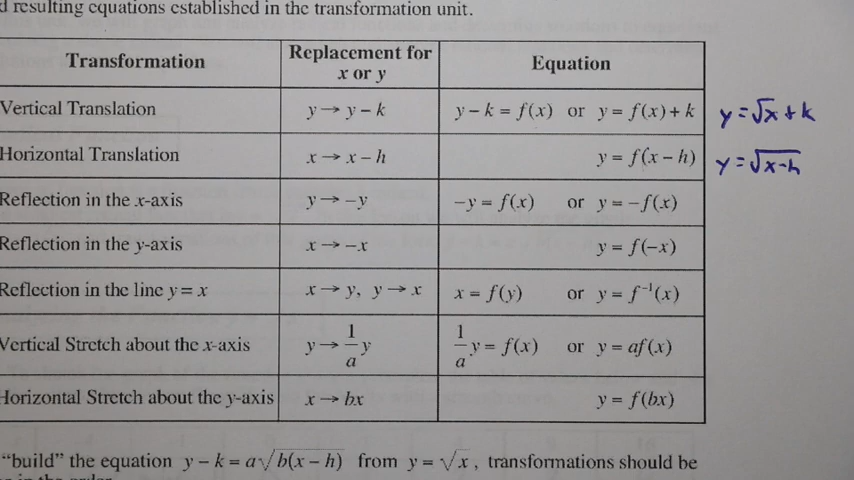 d resulting equations established in the transformation unit.
Transformation Replacement for x or y Equation
Vertical Translation y → y – k y – k = f(x) or y = f(x) + k y = √x + k
Horizontal Translation x → x – h y = f(x – h) y = √x-h
Reflection in the x-axis y → –y –y = f(x) or y = –f(x)
Reflection in the y-axis x → –x y = f(–x)
Reflection in the line y = x x → y, y → x x = f(y) or y = f⁻¹(x)
Vertical Stretch about the x-axis y → 1/a y 1/a y = f(x) or y = af(x)
Horizontal Stretch about the y-axis x → bx y = f(bx)
"build" the equation y – k = a√b(x – h) from y = √x, transformations should be